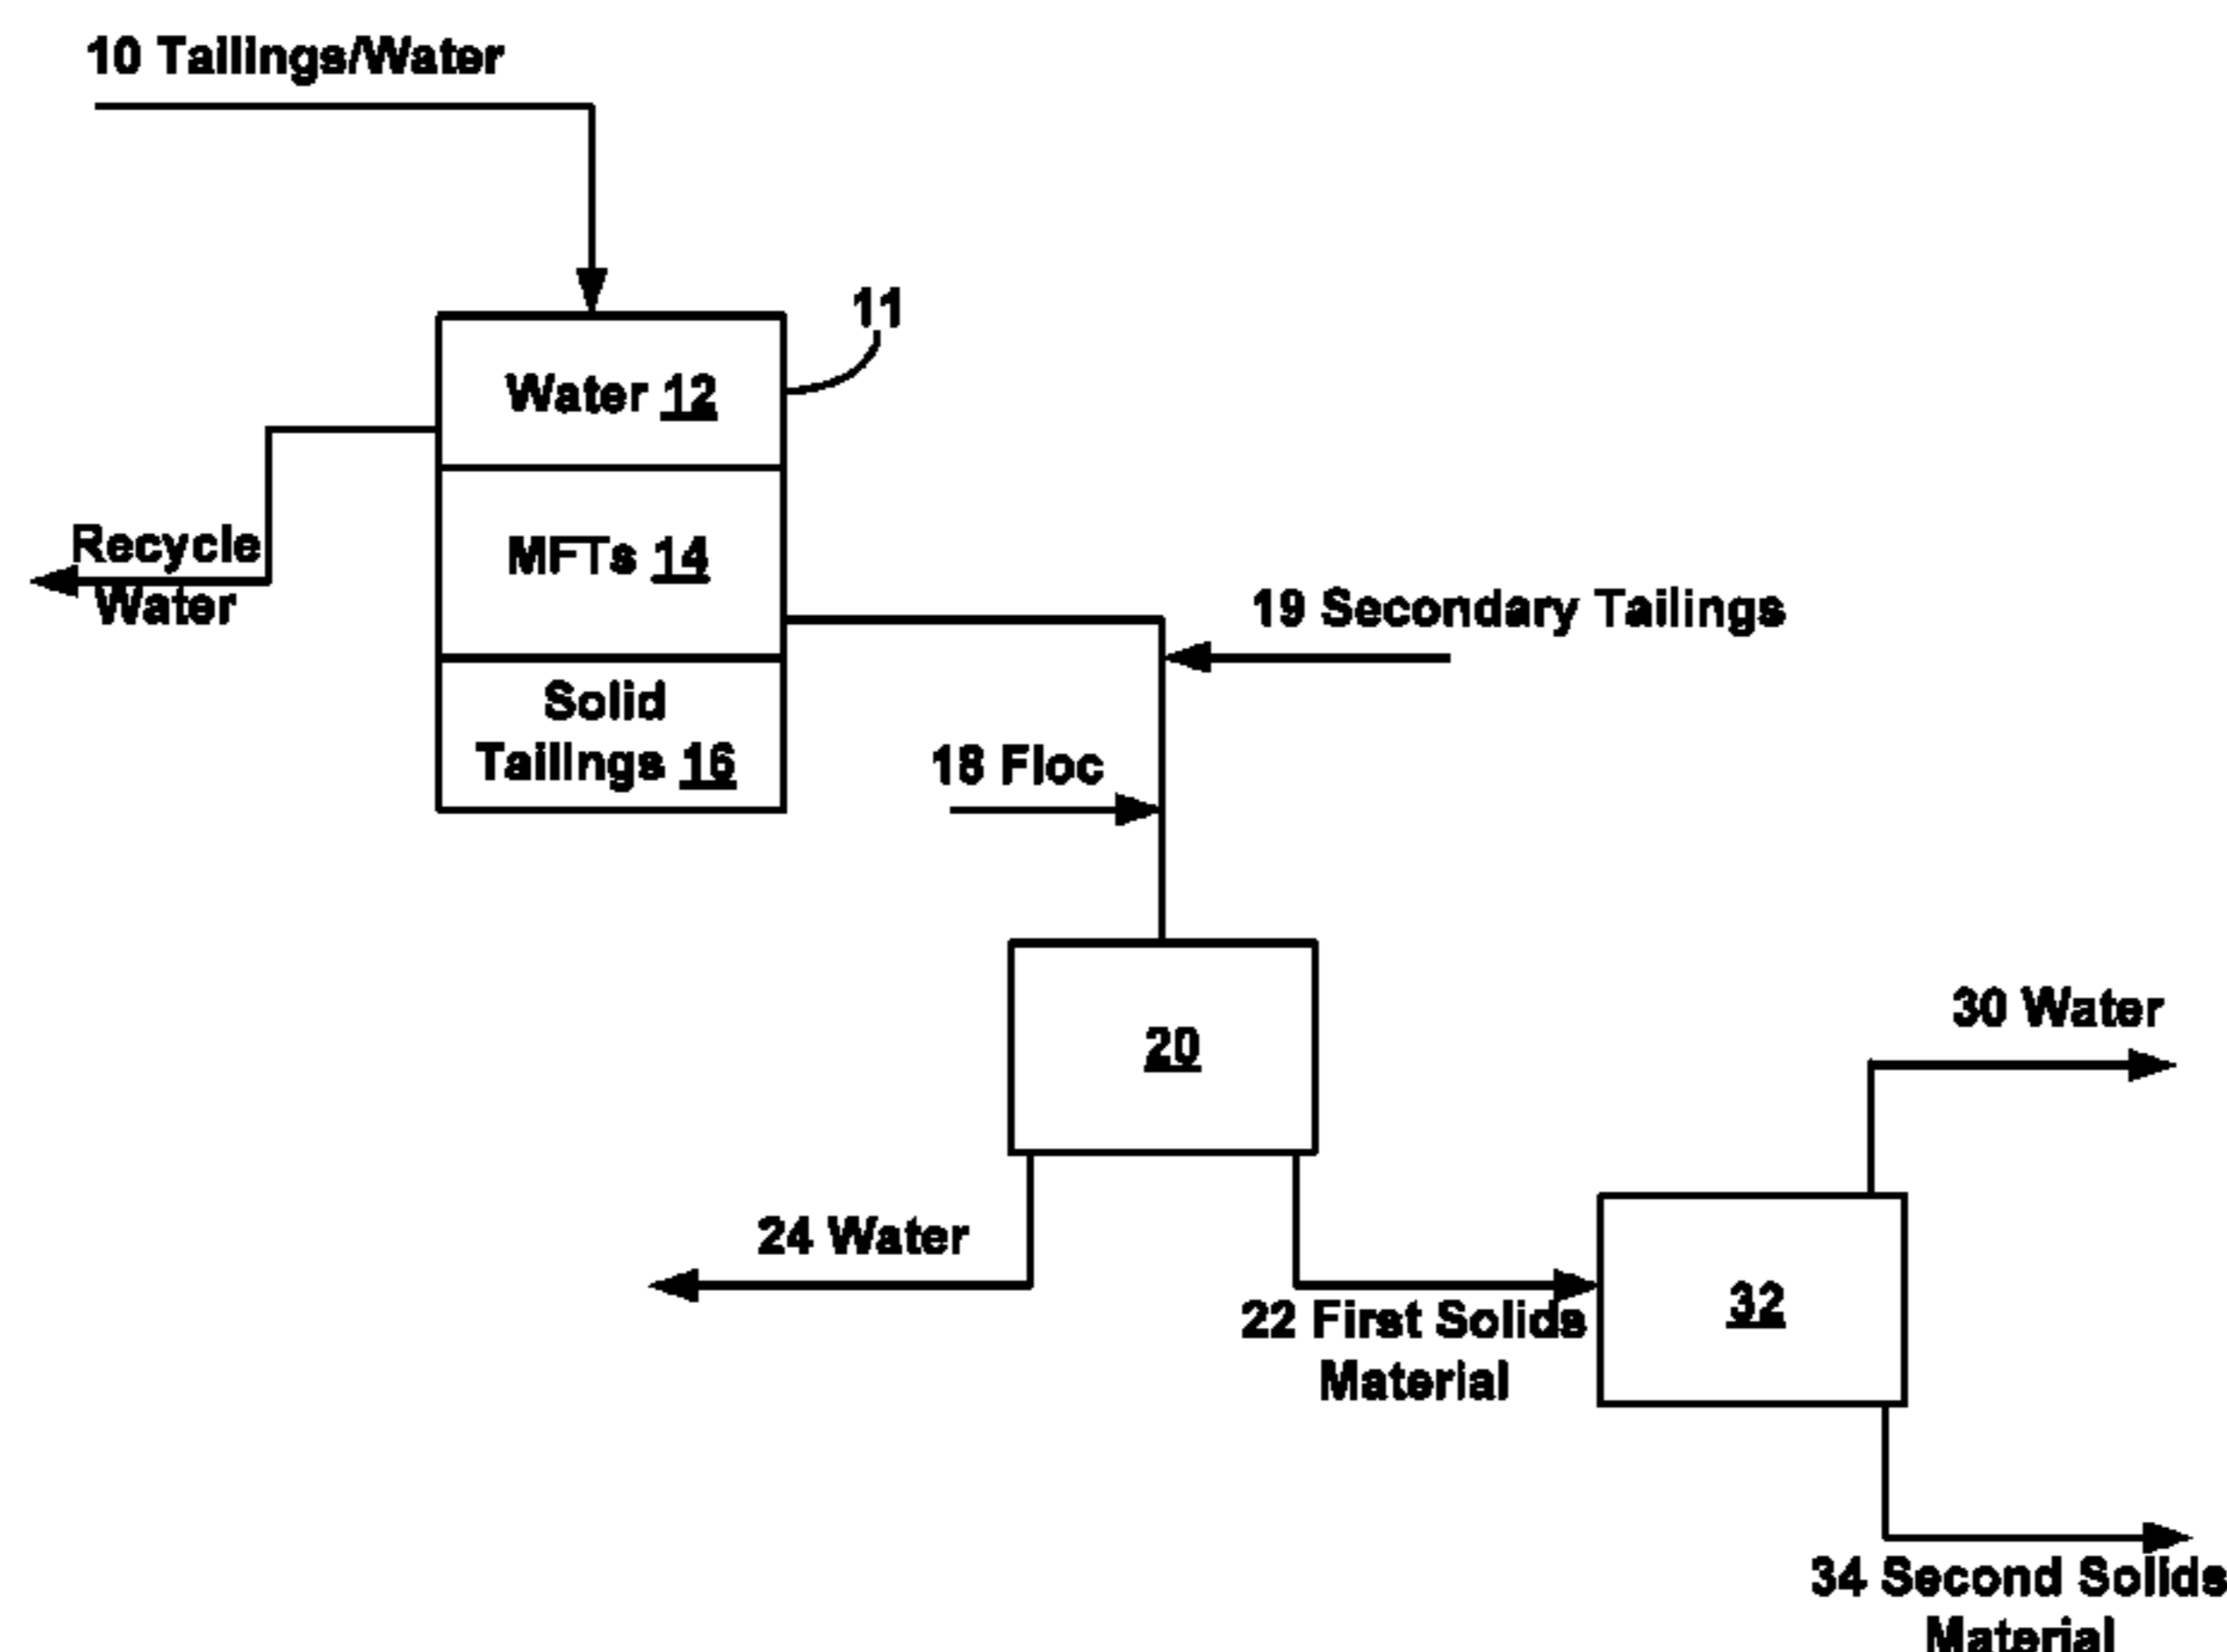 10 Tailings/Water
11
Water 12
MFTs 14
Recycle
Water
19 Secondary Tailings
Solid
Tailings 16
18 Floc
20
30 Water
24 Water
22 First Solids
Material
32
34 Second Solids
Material